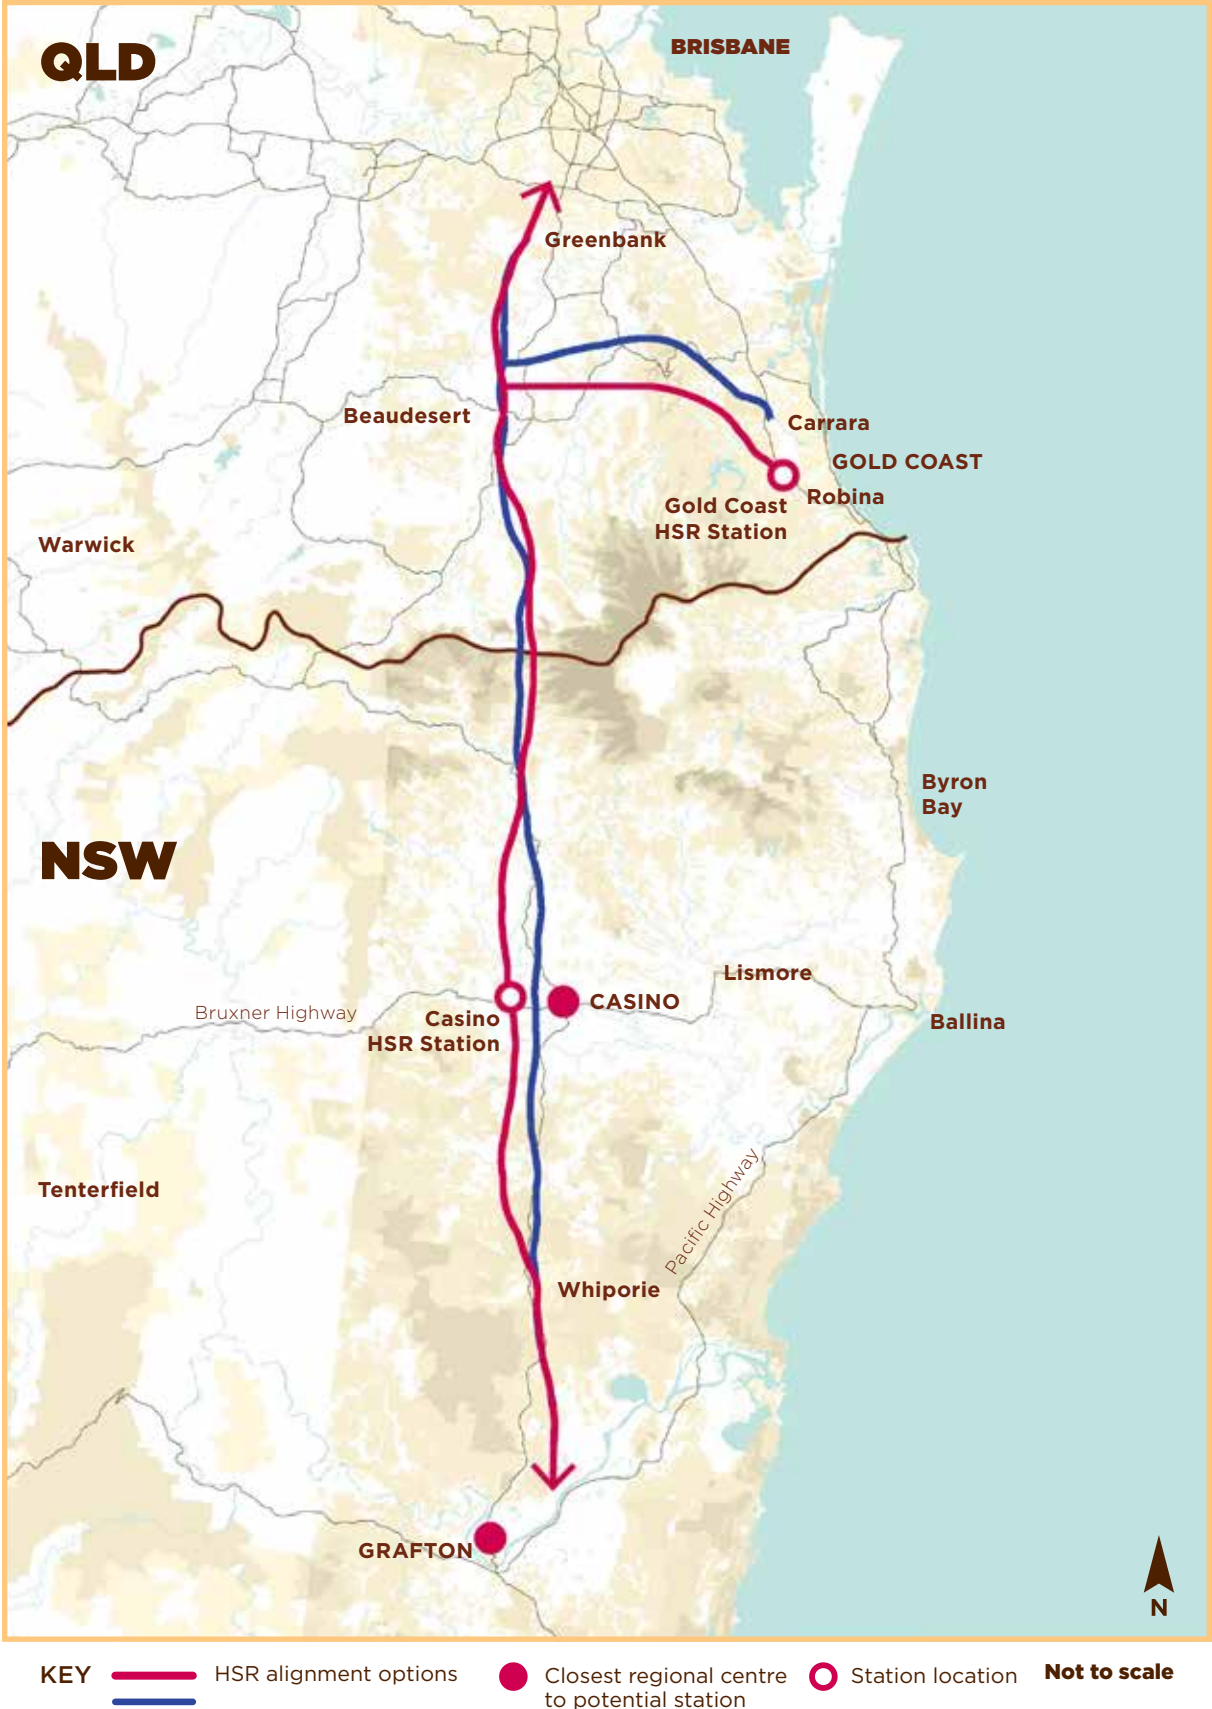 QLD
BRISBANE
Greenbank
Beaudesert
Carrara
GOLD COAST
Robina
Gold Coast
HSR Station
Warwick
Byron
Bay
NSW
Lismore
CASINO
Bruxner Highway
Casino
HSR Station
Ballina
Pacific Highway
Tenterfield
Whiporie
GRAFTON
N
KEY
HSR alignment options
Closest regional centre
to potential station
Station location
Not to scale